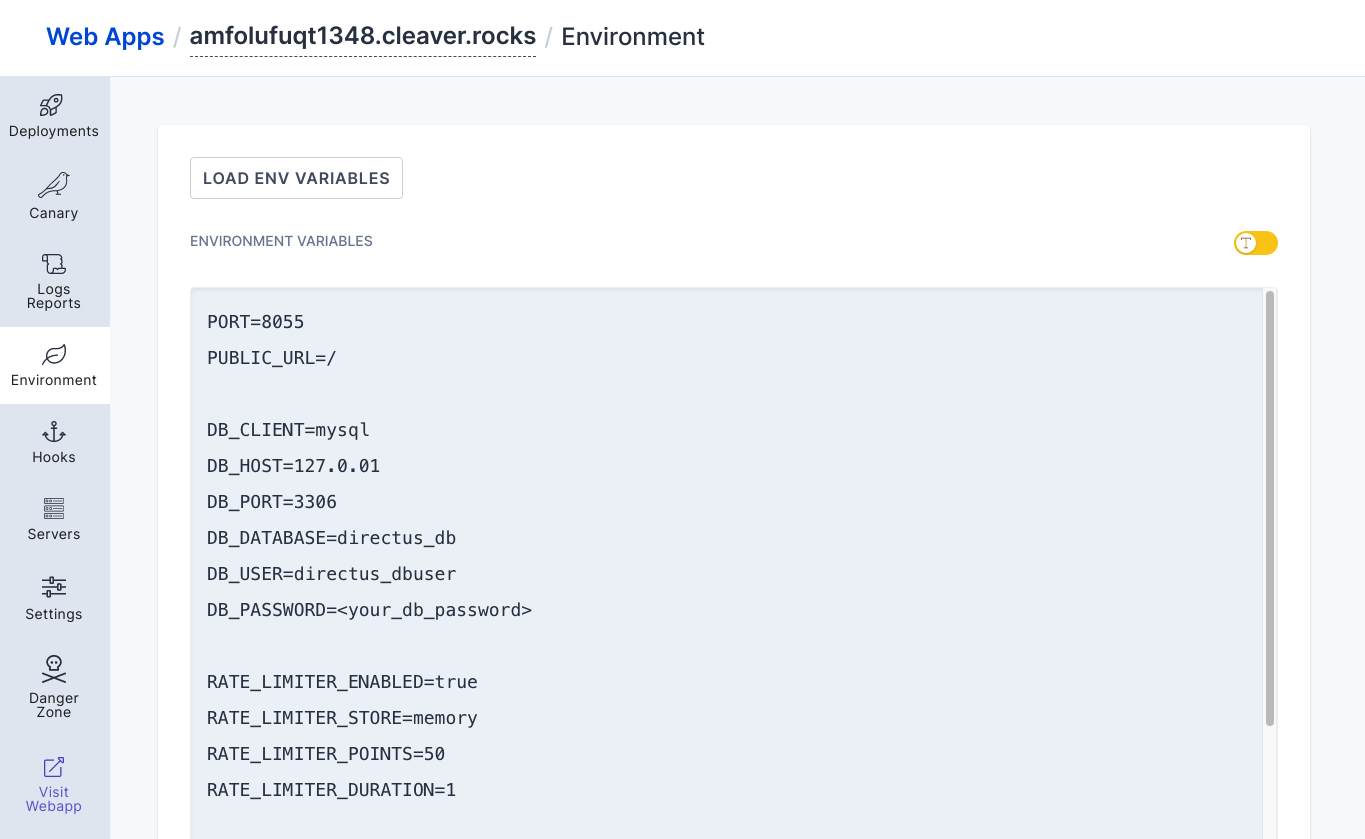 Web Apps / amfolufuqt1348.cleaver.rocks / Environment
Deployments
Canary
Logs
Reports
Environment
Hooks
Servers
Settings
Danger
Zone
Visit
Webapp
LOAD ENV VARIABLES
ENVIRONMENT VARIABLES
T
PORT=8055
PUBLIC_URL=/
DB_CLIENT=mysql
DB_HOST=127.0.01
DB_PORT=3306
DB_DATABASE=directus_db
DB_USER=directus_dbuser
DB_PASSWORD=<your_db_password>
RATE_LIMITER_ENABLED=true
RATE_LIMITER_STORE=memory
RATE_LIMITER_POINTS=50
RATE_LIMITER_DURATION=1